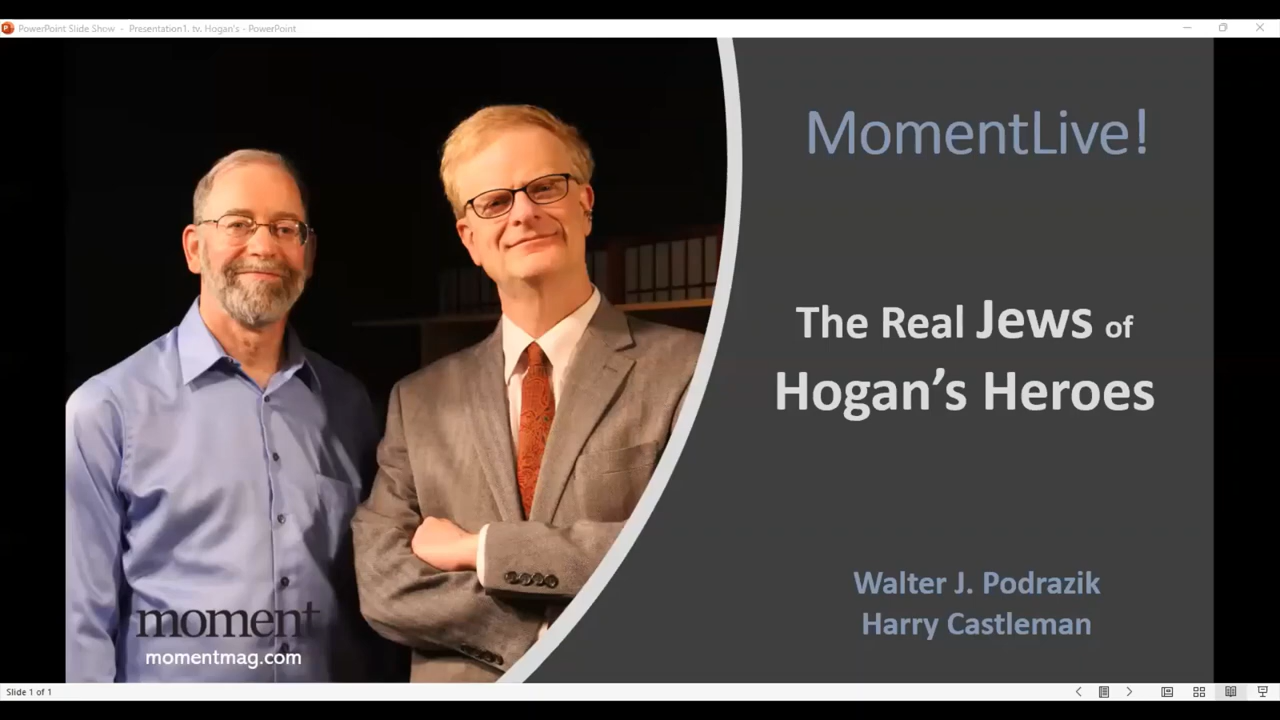 PowerPoint Slide Show - Presentation1. tv. Hogan's - PowerPoint
MomentLive!
The Real Jews of
Hogan's Heroes
Walter J. Podrazik
Harry Castleman
moment
momentmag.com
Slide 1 of 1